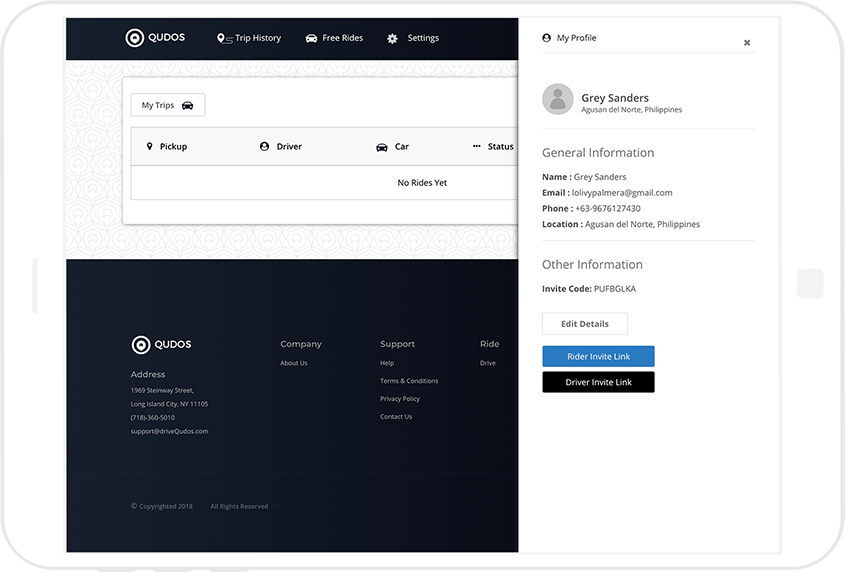 QUDOS
Trip History
Free Rides
Settings
My Trips
Pickup
Driver
Car
Status
No Rides Yet
QUDOS
Address
1969 Steinway Street,
Long Island City, NY 11105
(718)-360-5010
support@driveQudos.com
Company
About Us
Support
Help
Terms & Conditions
Privacy Policy
Contact Us
Ride
Drive
© Copyrighted 2018
All Rights Reserved
My Profile
Grey Sanders
Agusan del Norte, Philippines
General Information
Name : Grey Sanders
Email : lolivypalmera@gmail.com
Phone : +63-9676127430
Location : Agusan del Norte, Philippines
Other Information
Invite Code: PUFBGLKA
Edit Details
Rider Invite Link
Driver Invite Link